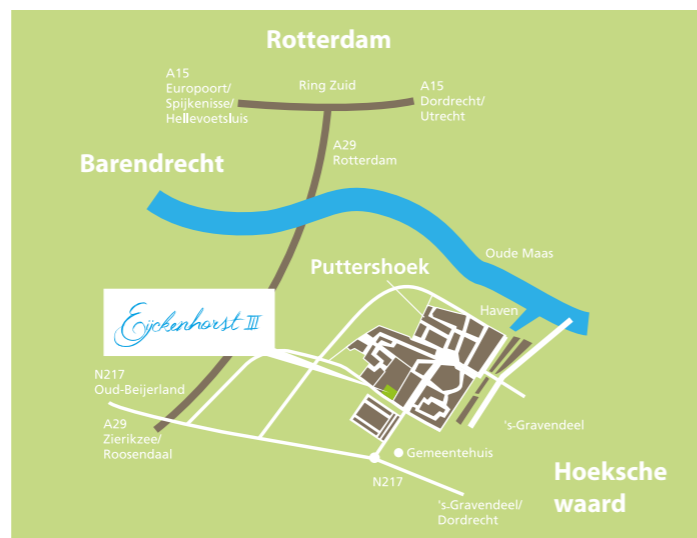 Rotterdam
A15
Europoort/
Spijkenisse/
Hellevoetsluis
Ring Zuid
A15
Dordrecht/
Utrecht
A29
Rotterdam
Barendrecht
Oude Maas
Puttershoek
Haven
Eijckenhorst III
N217
Oud-Beijerland
A29
Zierikzee/
Roosendaal
's-Gravendeel
Gemeentehuis
N217
Hoeksche
waard
's-Gravendeel/
Dordrecht